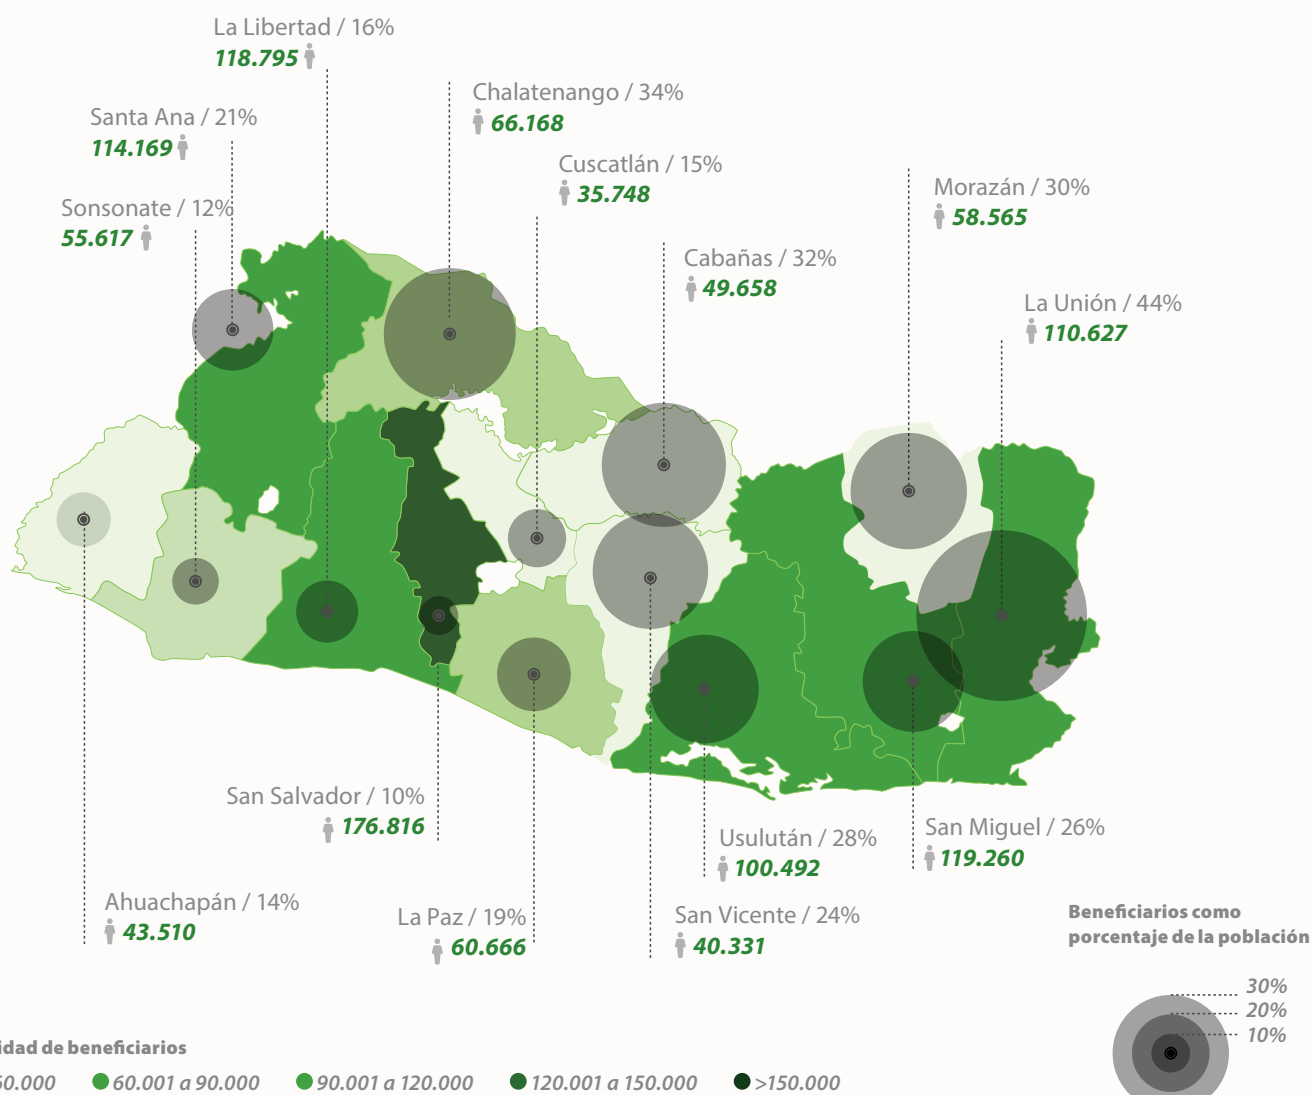 La Libertad / 16%
118.795
Chalatenango / 34%
66.168
Santa Ana / 21%
114.169
Cuscatlán / 15%
35.748
Morazán / 30%
58.565
Sonsonate / 12%
55.617
Cabañas / 32%
49.658
La Unión / 44%
110.627
San Salvador / 10%
176.816
Usulután / 28%
100.492
San Miguel / 26%
119.260
Ahuachapán / 14%
43.510
La Paz / 19%
60.666
San Vicente / 24%
40.331
Beneficiarios como
porcentaje de la población
30%
20%
10%
idad de beneficiarios
60.001 a 90.000
90.001 a 120.000
120.001 a 150.000
>150.000